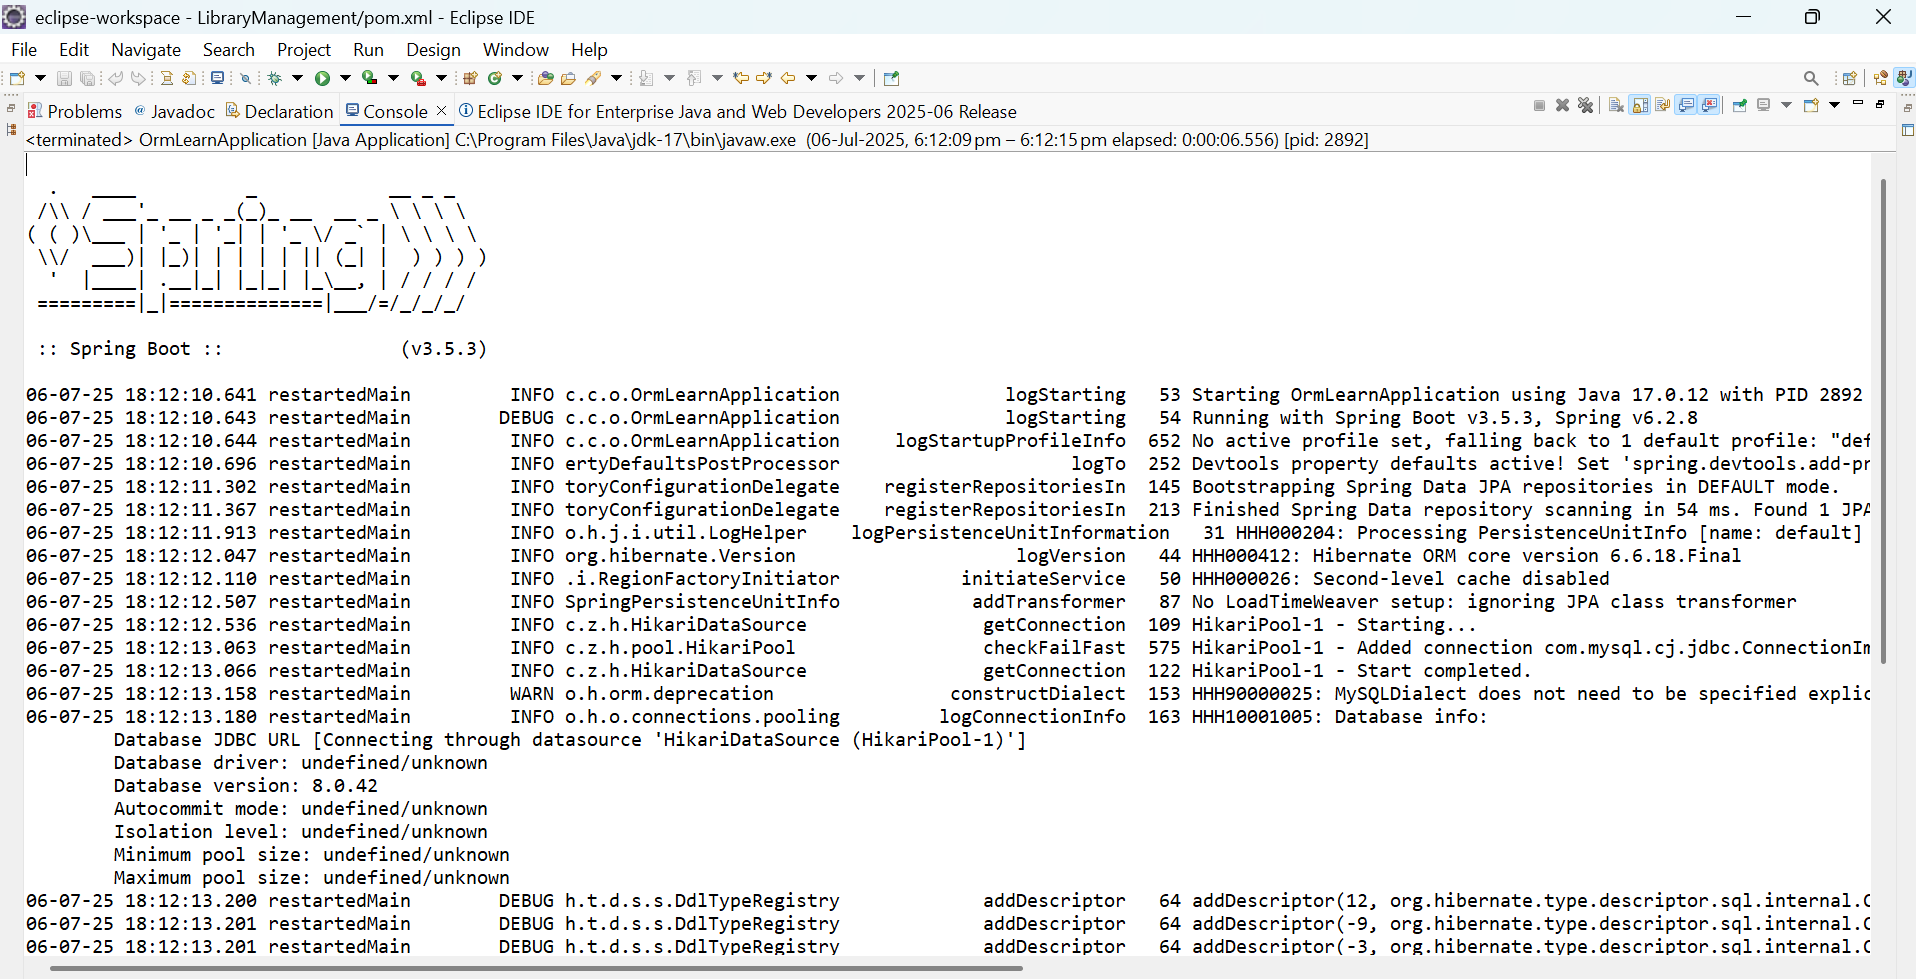 eclipse-workspace - LibraryManagement/pom.xml - Eclipse IDE
File Edit Navigate Search Project Run Design Window Help
Problems @ Javadoc Declaration Console Eclipse IDE for Enterprise Java and Web Developers 2025-06 Release
<terminated> OrmLearnApplication [Java Application] C:\Program Files\Java\jdk-17\bin\javaw.exe (06-Jul-2025, 6:12:09 pm – 6:12:15 pm elapsed: 0:00:06.556) [pid: 2892]
  .   ____          _            __ _ _
 /\\ / ___'_ __ _ _(_)_ __  __ _ \ \ \ \
( ( )\___ | '_ | '_| | '_ \/ _` | \ \ \ \
 \\/  ___)| |_)| | | | | || (_| |  ) ) ) )
  '  |____| .__|_| |_|_| |_\__, | / / / /
 =========|_|==============|___/=/_/_/_/
 :: Spring Boot ::                (v3.5.3)
06-07-25 18:12:10.641 restartedMain         INFO c.c.o.OrmLearnApplication               logStarting   53 Starting OrmLearnApplication using Java 17.0.12 with PID 2892
06-07-25 18:12:10.643 restartedMain        DEBUG c.c.o.OrmLearnApplication               logStarting   54 Running with Spring Boot v3.5.3, Spring v6.2.8
06-07-25 18:12:10.644 restartedMain         INFO c.c.o.OrmLearnApplication     logStartupProfileInfo  652 No active profile set, falling back to 1 default profile: "def
06-07-25 18:12:10.696 restartedMain         INFO ertyDefaultsPostProcessor                     logTo  252 Devtools property defaults active! Set 'spring.devtools.add-pr
06-07-25 18:12:11.302 restartedMain         INFO toryConfigurationDelegate    registerRepositoriesIn  145 Bootstrapping Spring Data JPA repositories in DEFAULT mode.
06-07-25 18:12:11.367 restartedMain         INFO toryConfigurationDelegate    registerRepositoriesIn  213 Finished Spring Data repository scanning in 54 ms. Found 1 JPA
06-07-25 18:12:11.913 restartedMain         INFO o.h.j.i.util.LogHelper    logPersistenceUnitInformation   31 HHH000204: Processing PersistenceUnitInfo [name: default]
06-07-25 18:12:12.047 restartedMain         INFO org.hibernate.Version                    logVersion   44 HHH000412: Hibernate ORM core version 6.6.18.Final
06-07-25 18:12:12.110 restartedMain         INFO .i.RegionFactoryInitiator           initiateService   50 HHH000026: Second-level cache disabled
06-07-25 18:12:12.507 restartedMain         INFO SpringPersistenceUnitInfo            addTransformer   87 No LoadTimeWeaver setup: ignoring JPA class transformer
06-07-25 18:12:12.536 restartedMain         INFO c.z.h.HikariDataSource                getConnection  109 HikariPool-1 - Starting...
06-07-25 18:12:13.063 restartedMain         INFO c.z.h.pool.HikariPool                 checkFailFast  575 HikariPool-1 - Added connection com.mysql.cj.jdbc.ConnectionIm
06-07-25 18:12:13.066 restartedMain         INFO c.z.h.HikariDataSource                getConnection  122 HikariPool-1 - Start completed.
06-07-25 18:12:13.158 restartedMain         WARN o.h.orm.deprecation                constructDialect  153 HHH90000025: MySQLDialect does not need to be specified explic
06-07-25 18:12:13.180 restartedMain         INFO o.h.o.connections.pooling         logConnectionInfo  163 HHH10001005: Database info:
Database JDBC URL [Connecting through datasource 'HikariDataSource (HikariPool-1)']
Database driver: undefined/unknown
Database version: 8.0.42
Autocommit mode: undefined/unknown
Isolation level: undefined/unknown
Minimum pool size: undefined/unknown
Maximum pool size: undefined/unknown
06-07-25 18:12:13.200 restartedMain        DEBUG h.t.d.s.s.DdlTypeRegistry             addDescriptor   64 addDescriptor(12, org.hibernate.type.descriptor.sql.internal.C
06-07-25 18:12:13.201 restartedMain        DEBUG h.t.d.s.s.DdlTypeRegistry             addDescriptor   64 addDescriptor(-9, org.hibernate.type.descriptor.sql.internal.C
06-07-25 18:12:13.201 restartedMain        DEBUG h.t.d.s.s.DdlTypeRegistry             addDescriptor   64 addDescriptor(-3, org.hibernate.type.descriptor.sql.internal.C